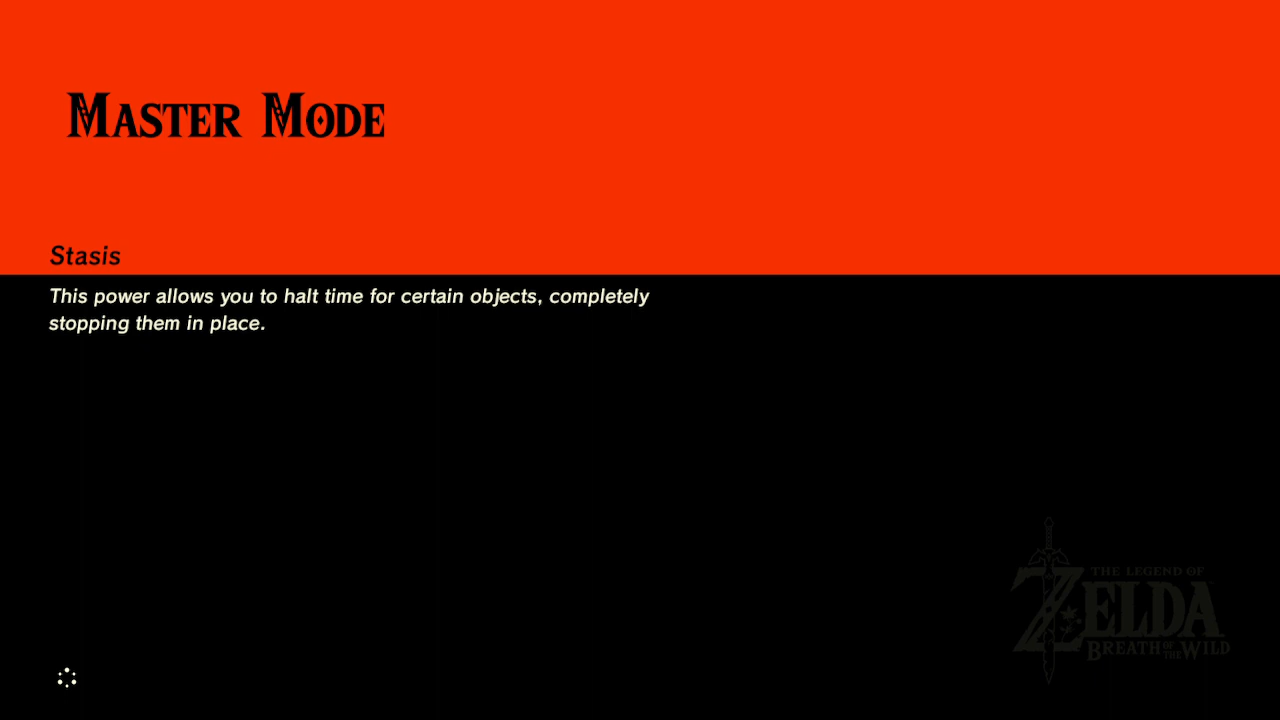 MASTER MODE
Stasis
This power allows you to halt time for certain objects, completely
stopping them in place.
THE LEGEND OF
ZELDA
BREATH OF THE WILD